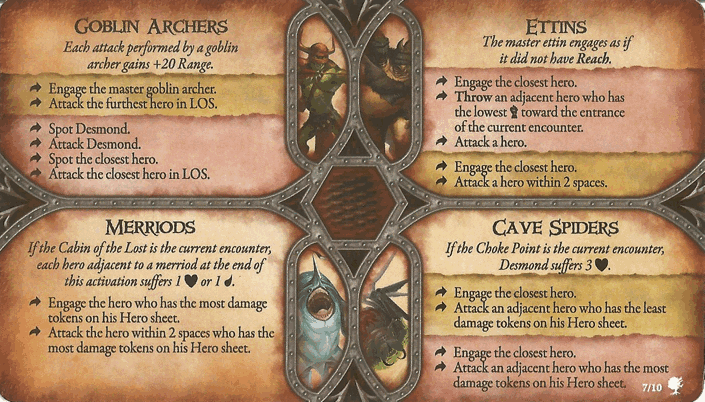 GOBLIN ARCHERS
Each attack performed by a goblin
archer gains +20 Range.
Engage the master goblin archer.
Attack the furthest hero in LOS.
Spot Desmond.
Attack Desmond.
Spot the closest hero.
Attack the closest hero in LOS.
ETTINS
The master ettin engages as if
it did not have Reach.
Engage the closest hero.
Throw an adjacent hero who has
the lowest toward the entrance
of the current encounter.
Attack a hero.
Engage the closest hero.
Attack a hero within 2 spaces.
MERRIODS
If the Cabin of the Lost is the current encounter,
each hero adjacent to a merriod at the end of
this activation suffers 1 or 1 .
Engage the hero who has the most damage
tokens on his Hero sheet.
Attack the hero within 2 spaces who has the
most damage tokens on his Hero sheet.
CAVE SPIDERS
If the Choke Point is the current encounter,
Desmond suffers 3 .
Engage the closest hero.
Attack an adjacent hero who has the least
damage tokens on his Hero sheet.
Engage the closest hero.
Attack an adjacent hero who has the most
damage tokens on his Hero sheet.
7/10